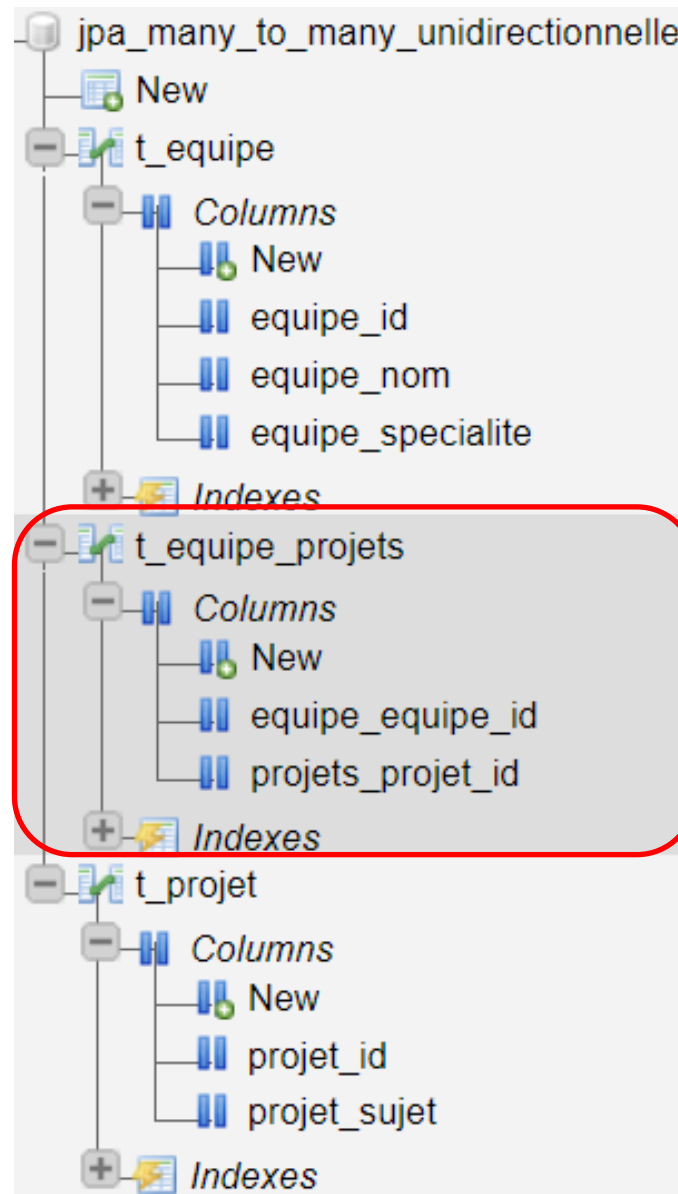 jpa_many_to_many_unidirectionnelle
New
t_equipe
Columns
New
equipe_id
equipe_nom
equipe_specialite
Indexes
t_equipe_projets
Columns
New
equipe_equipe_id
projets_projet_id
Indexes
t_projet
Columns
New
projet_id
projet_sujet
Indexes